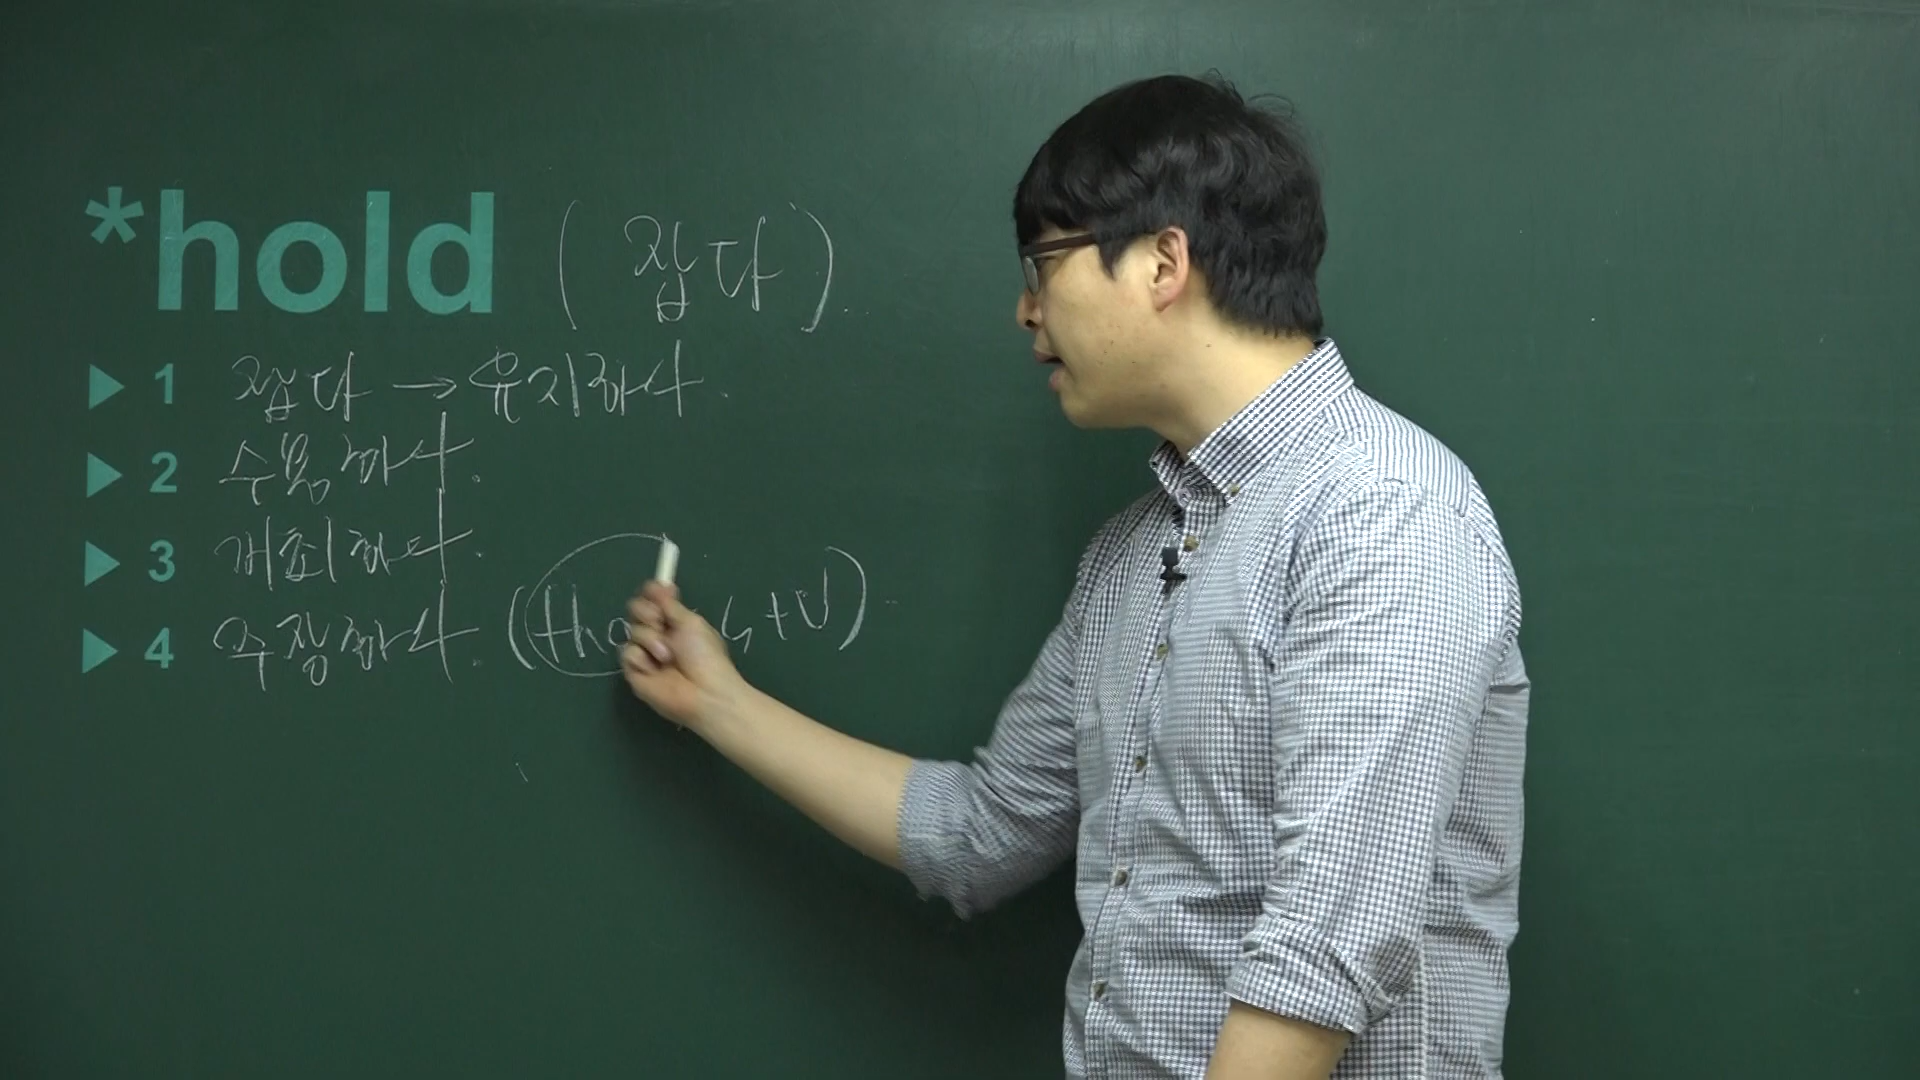 *hold ( 잡다 ).
▶ 1 잡다 → 유지하다.
▶ 2 수용하다.
▶ 3 개최하다.
▶ 4 주장하다. ( s+v )